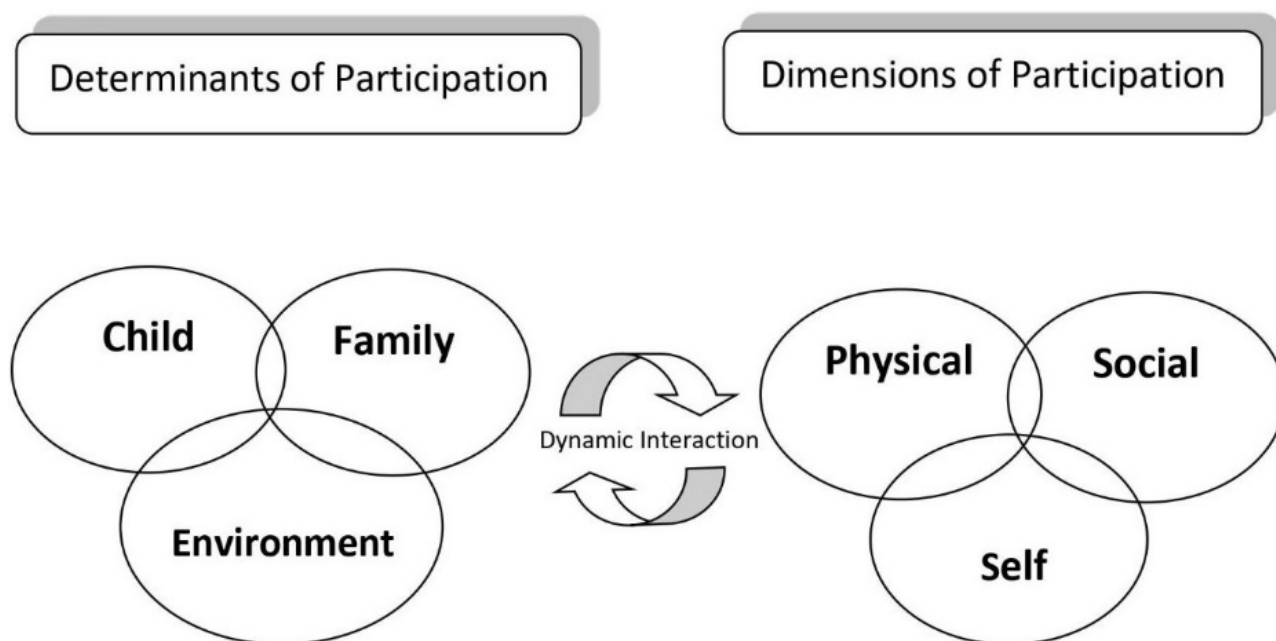 Determinants of Participation
Dimensions of Participation
Child
Family
Environment
Dynamic Interaction
Physical
Social
Self